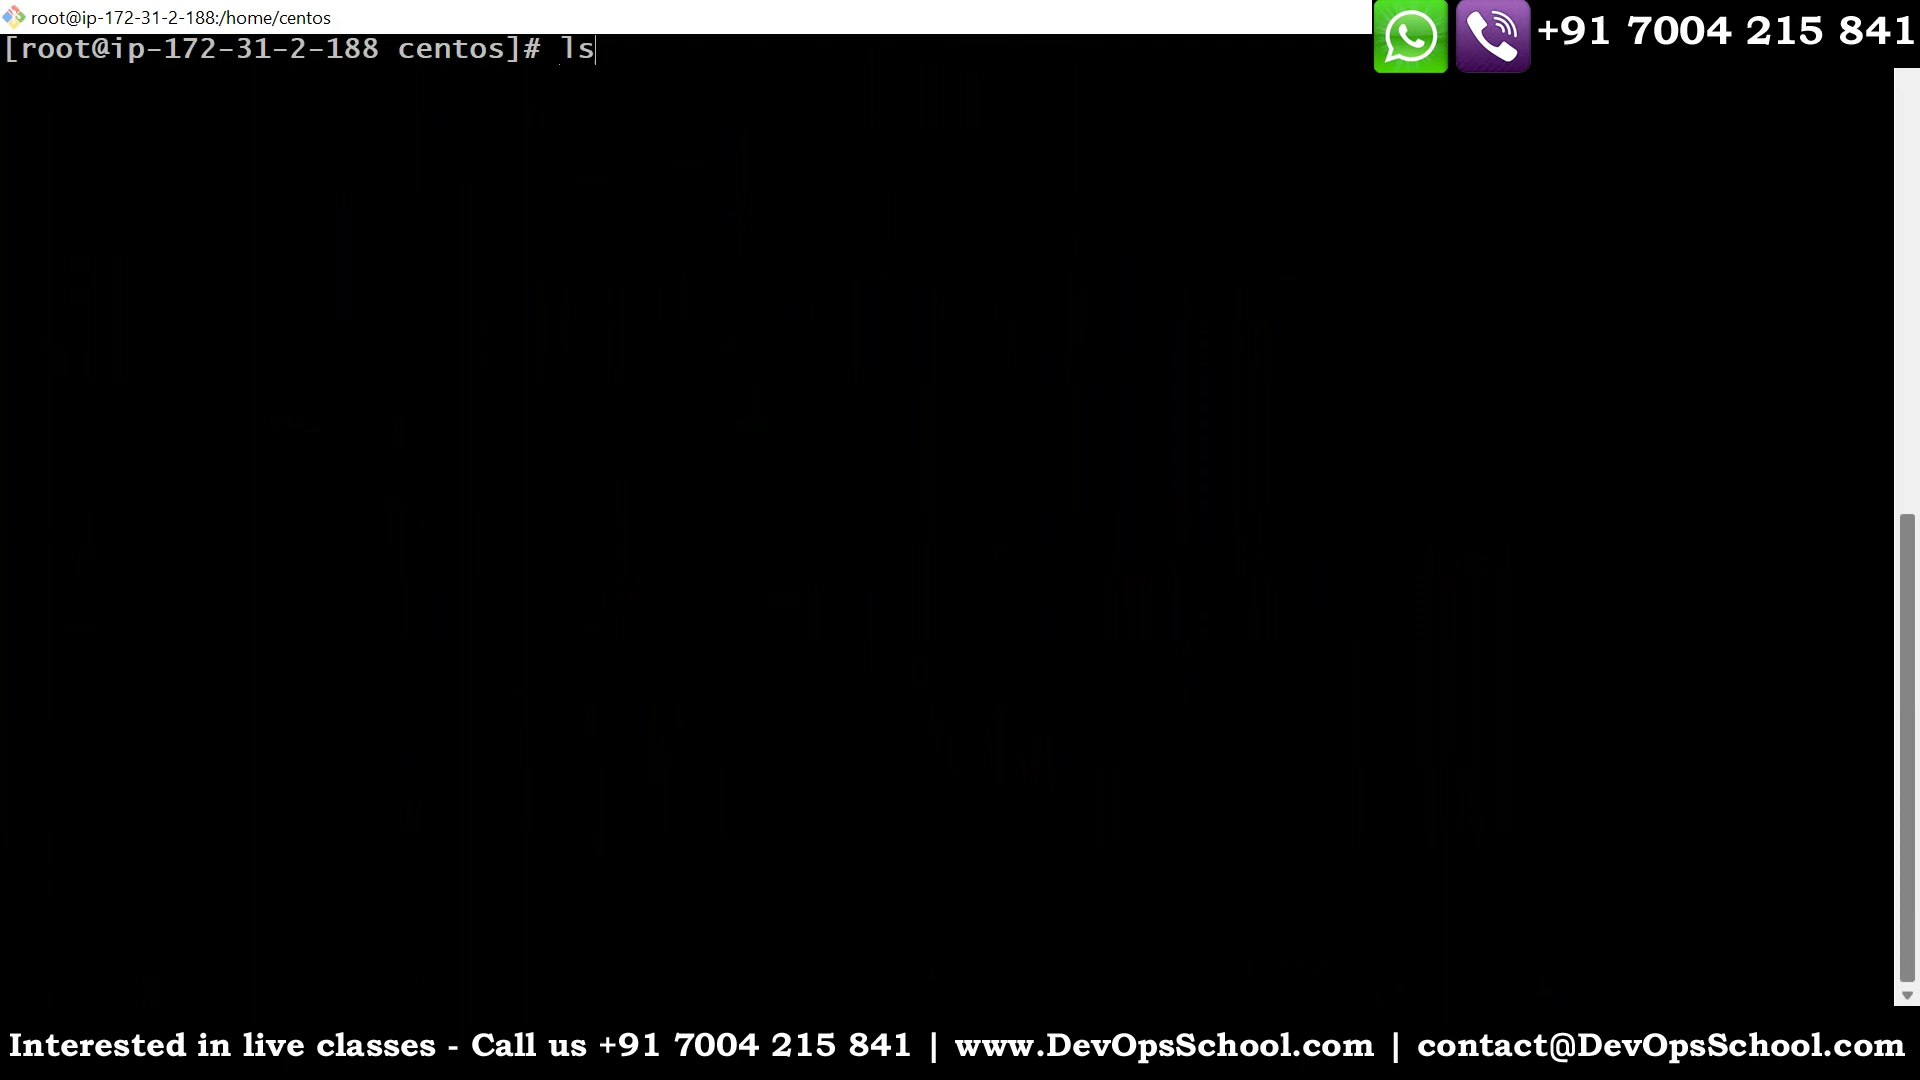 root@ip-172-31-2-188:/home/centos
+91 7004 215 841
[root@ip-172-31-2-188 centos]# ls
Interested in live classes - Call us +91 7004 215 841 | www.DevOpsSchool.com | contact@DevOpsSchool.com